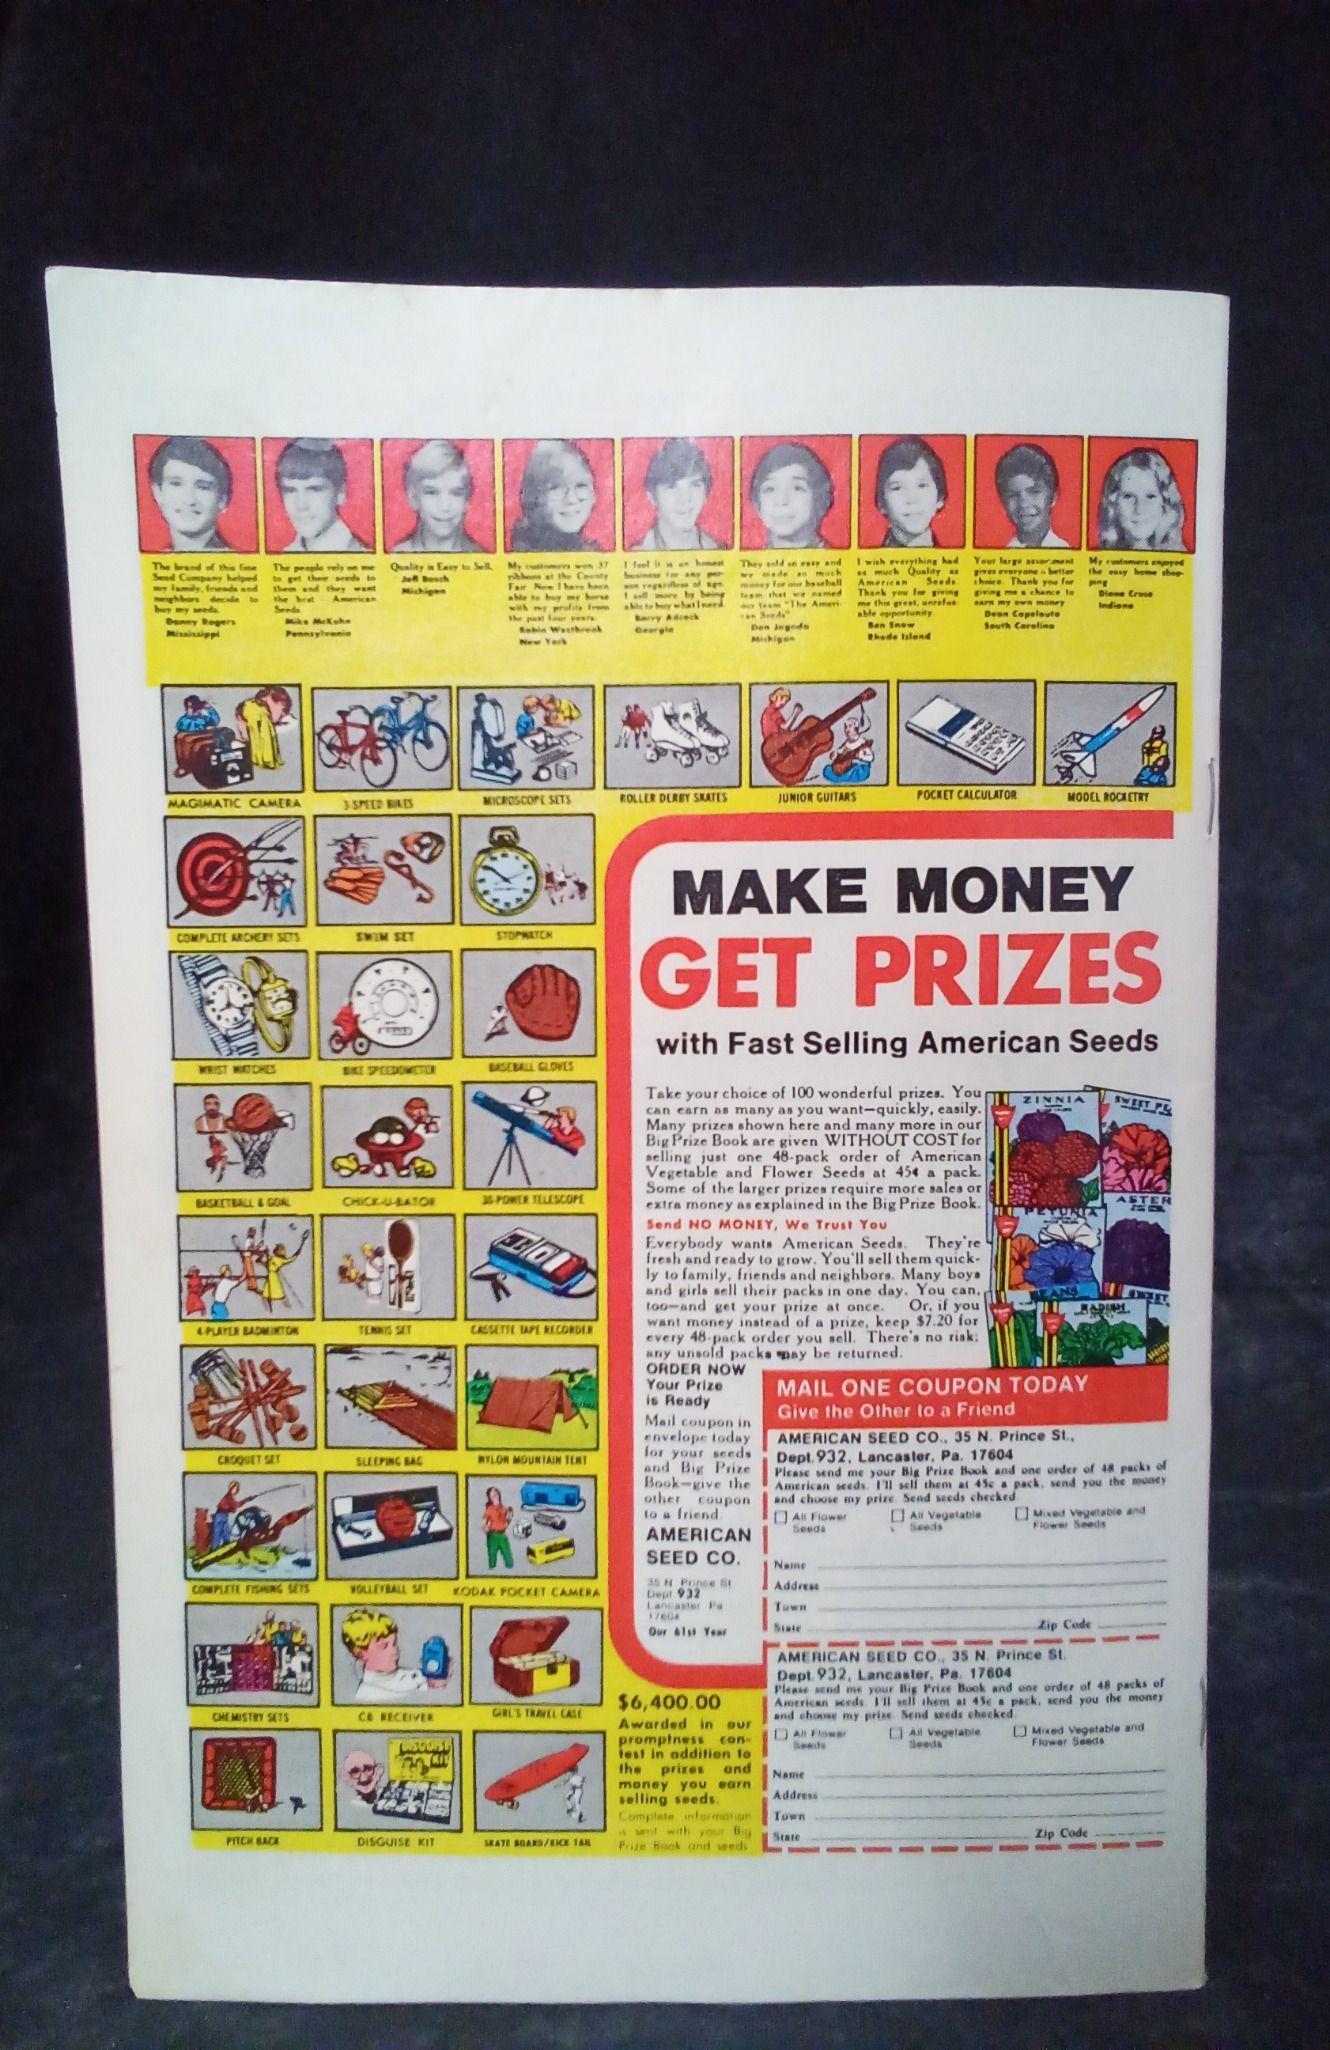 The brand of this fine
Seed Company helped
my family, friends and
neighbors decide to
buy my seeds.
Danny Rogers
Mississippi
The people rely on me
to get their seeds to
them and they want
the best - American
Seeds
Mike McKuhn
Pennsylvania
Quality is Easy to Sell.
Jeff Basch
Michigan
My customers won 37
ribbons at the County
Fair. Now I have been
able to buy my horse
with my profits from
the past four years.
Robin Westbrook
New York
I feel it is an honest
business for any per-
son regardless of age.
I sell more by being
able to buy what I need.
Barry Adcock
Georgia
They sold so easy and
we made so much
money for our baseball
team that we named
our team "The Ameri-
can Seeds"
Don Jagoda
Michigan
I wish everything had
as much Quality as
American Seeds.
Thank you for giving
me this great, unrefus-
able opportunity.
Ben Snow
Rhode Island
Your large assortment
gives everyone a better
choice. Thank you for
giving me a chance to
earn my own money
Dean Capelouto
South Carolina
My customers enjoyed
the easy home shop-
ping
Diane Cruse
Indiana
MAGIMATIC CAMERA
3-SPEED BIKES
MICROSCOPE SETS
ROLLER DERBY SKATES
JUNIOR GUITARS
POCKET CALCULATOR
MODEL ROCKETRY
COMPLETE ARCHERY SETS
SWIM SET
STOPWATCH
WRIST WATCHES
BIKE SPEEDOMETER
BASEBALL GLOVES
BASKETBALL & GOAL
CHICK-U-BATOR
30-POWER TELESCOPE
4-PLAYER BADMINTON
TENNIS SET
CASSETTE TAPE RECORDER
CROQUET SET
SLEEPING BAG
NYLON MOUNTAIN TENT
COMPLETE FISHING SETS
VOLLEYBALL SET
KODAK POCKET CAMERA
CHEMISTRY SETS
CB RECEIVER
GIRL'S TRAVEL CASE
PITCH BACK
DISGUISE KIT
DISGUISE KIT
SKATE BOARD/KICK TAIL
MAKE MONEY
GET PRIZES
with Fast Selling American Seeds
Take your choice of 100 wonderful prizes. You
can earn as many as you want—quickly, easily.
Many prizes shown here and many more in our
Big Prize Book are given WITHOUT COST for
selling just one 48-pack order of American
Vegetable and Flower Seeds at 45¢ a pack.
Some of the larger prizes require more sales or
extra money as explained in the Big Prize Book.
Send NO MONEY, We Trust You
Everybody wants American Seeds. They're
fresh and ready to grow. You'll sell them quick-
ly to family, friends and neighbors. Many boys
and girls sell their packs in one day. You can,
too—and get your prize at once. Or, if you
want money instead of a prize, keep $7.20 for
every 48-pack order you sell. There's no risk;
any unsold packs may be returned.
ZINNIA
SWEET PE
ASTER
PETUNIA
BEANS
RADISH
ORDER NOW
Your Prize
is Ready
Mail coupon in
envelope today
for your seeds
and Big Prize
Book—give the
other coupon
to a friend.
AMERICAN
SEED CO.
35 N. Prince St
Dept 932
Lancaster Pa
17604
Our 61st Year
$6,400.00
Awarded in our
promptness con-
test in addition to
the prizes and
money you earn
selling seeds.
Complete information
is sent with your Big
Prize Book and seeds
MAIL ONE COUPON TODAY
Give the Other to a Friend
AMERICAN SEED CO., 35 N. Prince St.,
Dept. 932, Lancaster, Pa. 17604
Please send me your Big Prize Book and one order of 48 packs of
American seeds. I'll sell them at 45c a pack, send you the money
and choose my prize. Send seeds checked.
All Flower
Seeds
All Vegetable
Seeds
Mixed Vegetable and
Flower Seeds
Name
Address
Town
State Zip Code
AMERICAN SEED CO., 35 N. Prince St.
Dept. 932, Lancaster, Pa. 17604
Please send me your Big Prize Book and one order of 48 packs of
American seeds. I'll sell them at 45c a pack, send you the money
and choose my prize. Send seeds checked.
All Flower
Seeds
All Vegetable
Seeds
Mixed Vegetable and
Flower Seeds
Name
Address
Town
State Zip Code